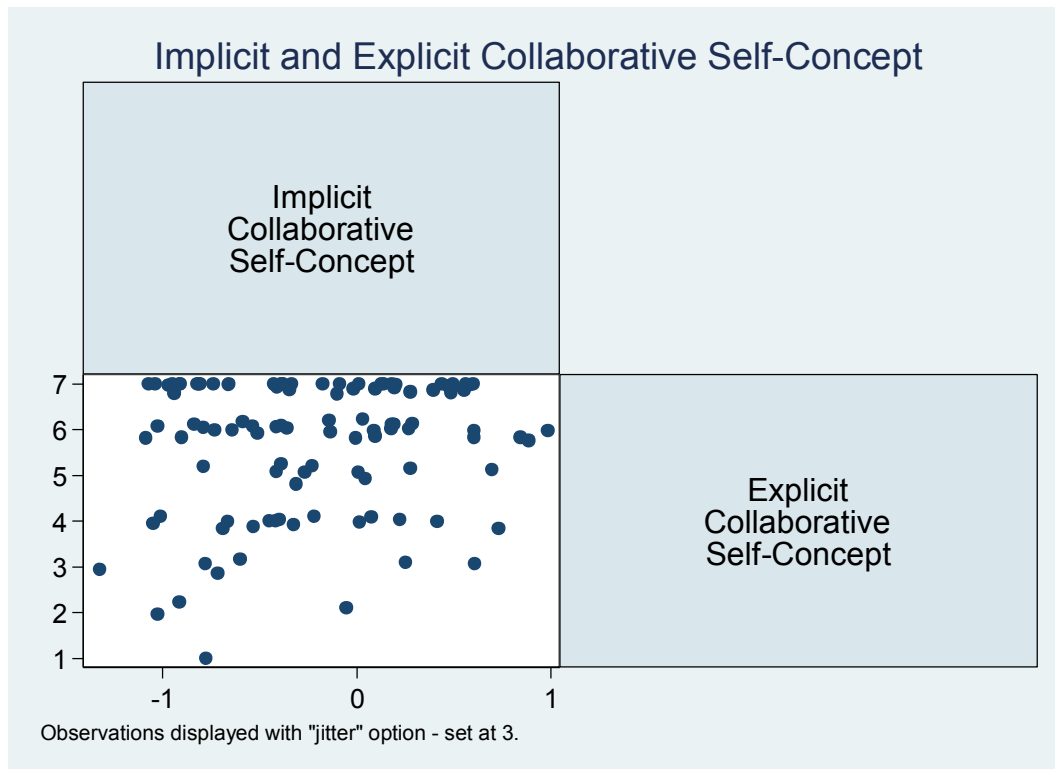 Implicit and Explicit Collaborative Self-Concept
Implicit
Collaborative
Self-Concept
7
6
5
4
3
2
1
Explicit
Collaborative
Self-Concept
-1 0 1
Observations displayed with "jitter" option - set at 3.